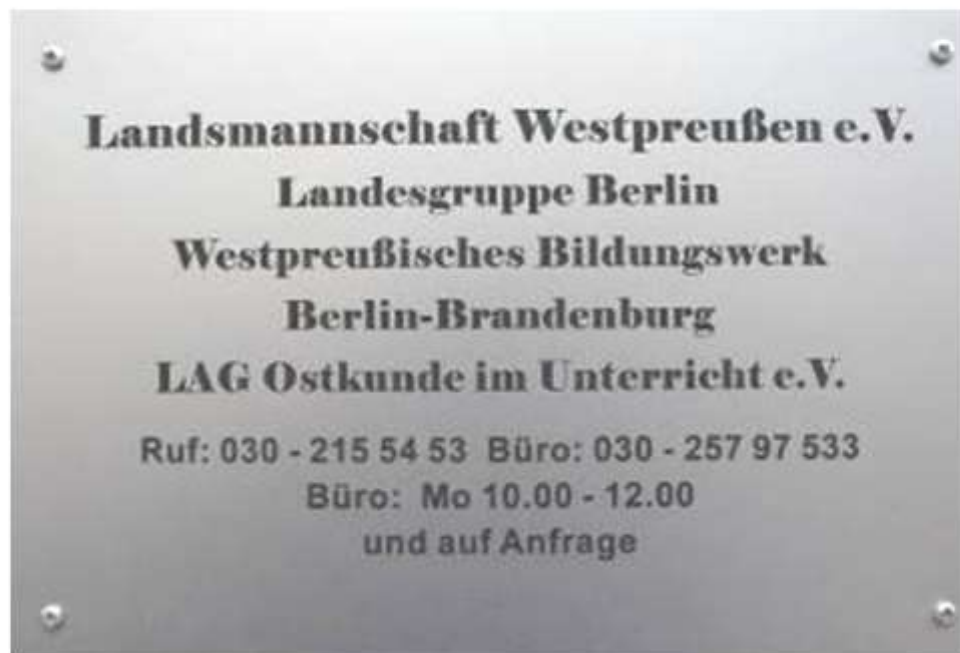 Landsmannschaft Westpreußen e.V.
Landesgruppe Berlin
Westpreußisches Bildungswerk
Berlin-Brandenburg
LAG Ostkunde im Unterricht e.V.
Ruf: 030 - 215 54 53 Büro: 030 - 257 97 533
Büro: Mo 10.00 - 12.00
und auf Anfrage